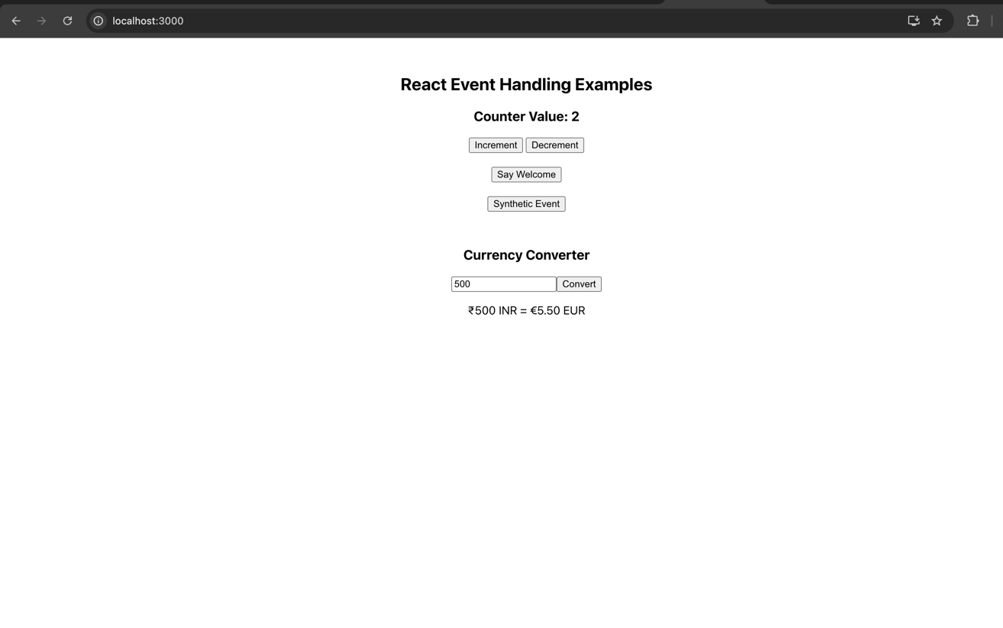 localhost:3000
React Event Handling Examples
Counter Value: 2
Increment Decrement
Say Welcome
Synthetic Event
Currency Converter
500 Convert
₹500 INR = €5.50 EUR